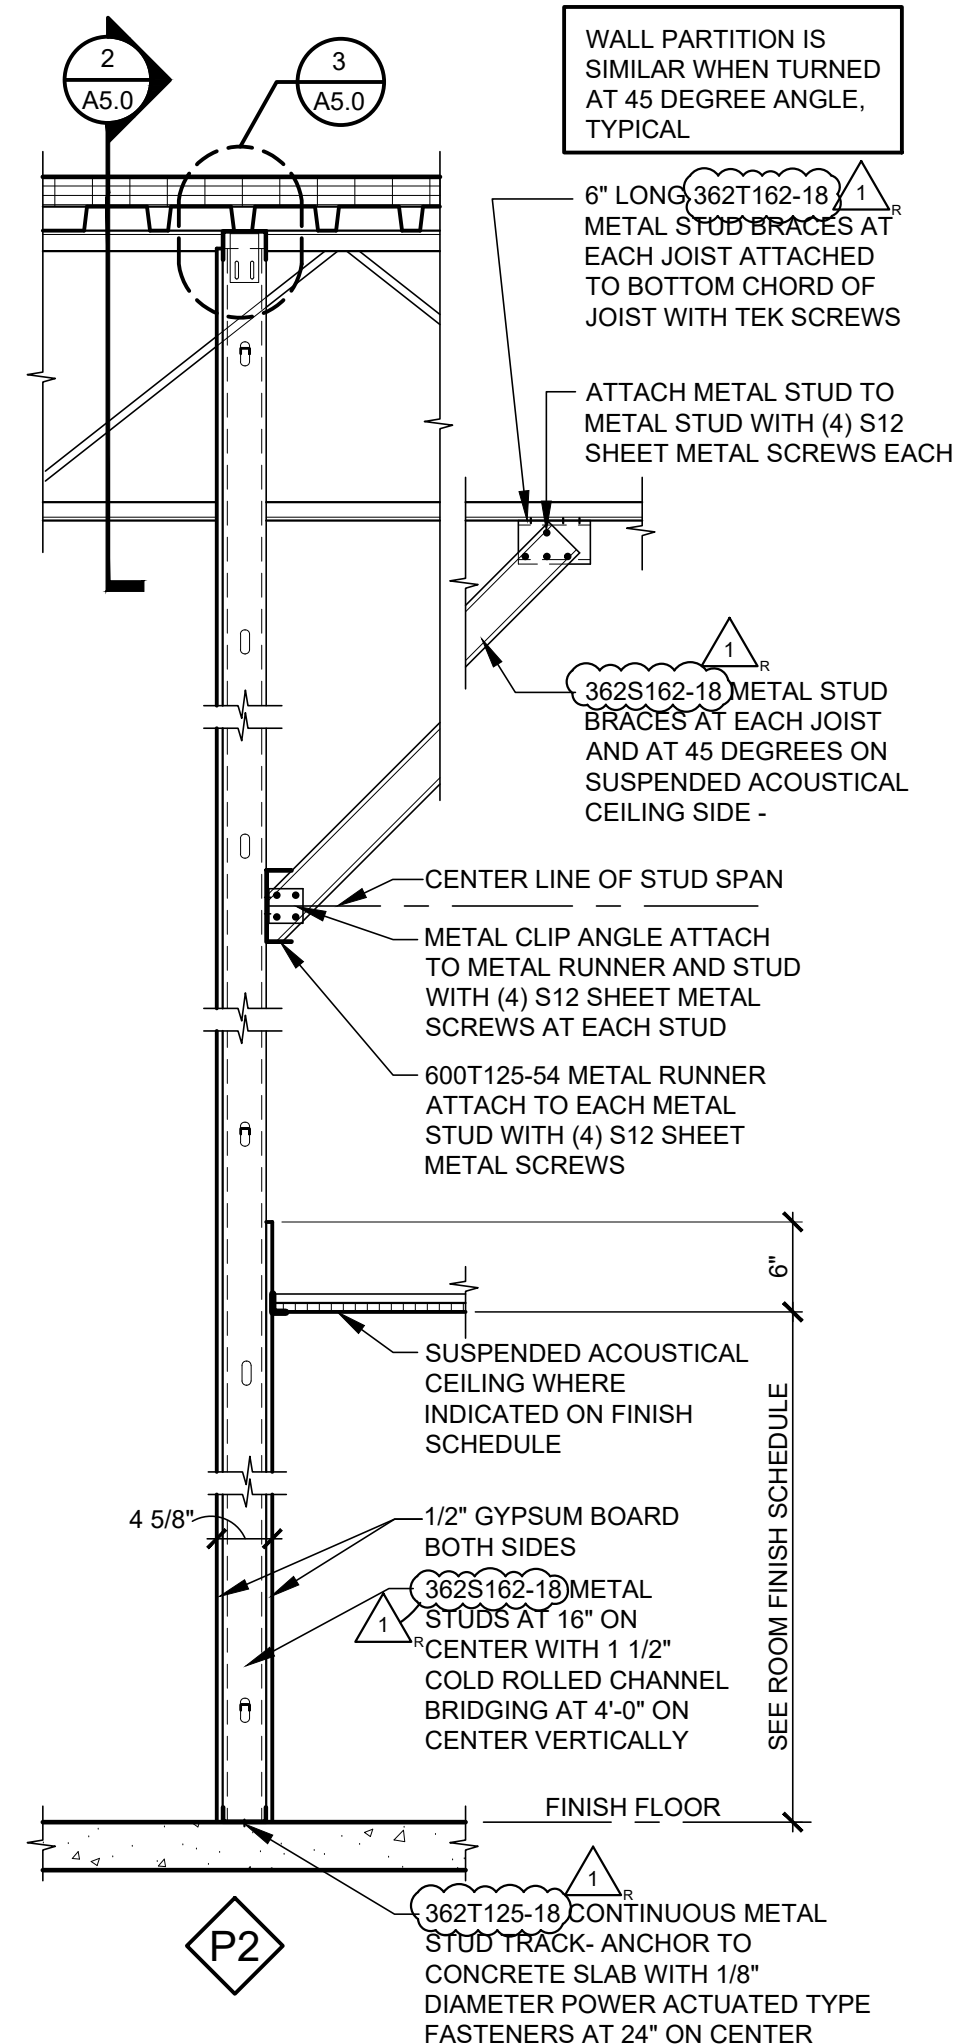 2
A5.0
3
A5.0
WALL PARTITION IS
SIMILAR WHEN TURNED
AT 45 DEGREE ANGLE,
TYPICAL
6" LONG 362T162-18
1
R
METAL STUD BRACES AT
EACH JOIST ATTACHED
TO BOTTOM CHORD OF
JOIST WITH TEK SCREWS
ATTACH METAL STUD TO
METAL STUD WITH (4) S12
SHEET METAL SCREWS EACH
1
R
362S162-18 METAL STUD
BRACES AT EACH JOIST
AND AT 45 DEGREES ON
SUSPENDED ACOUSTICAL
CEILING SIDE -
CENTER LINE OF STUD SPAN
METAL CLIP ANGLE ATTACH
TO METAL RUNNER AND STUD
WITH (4) S12 SHEET METAL
SCREWS AT EACH STUD
600T125-54 METAL RUNNER
ATTACH TO EACH METAL
STUD WITH (4) S12 SHEET
METAL SCREWS
6"
SUSPENDED ACOUSTICAL
CEILING WHERE
INDICATED ON FINISH
SCHEDULE
SEE ROOM FINISH SCHEDULE
4 5/8"
1/2" GYPSUM BOARD
BOTH SIDES
362S162-18 METAL
1
R
STUDS AT 16" ON
CENTER WITH 1 1/2"
COLD ROLLED CHANNEL
BRIDGING AT 4'-0" ON
CENTER VERTICALLY
FINISH FLOOR
1
R
P2
362T125-18 CONTINUOUS METAL
STUD TRACK- ANCHOR TO
CONCRETE SLAB WITH 1/8"
DIAMETER POWER ACTUATED TYPE
FASTENERS AT 24" ON CENTER